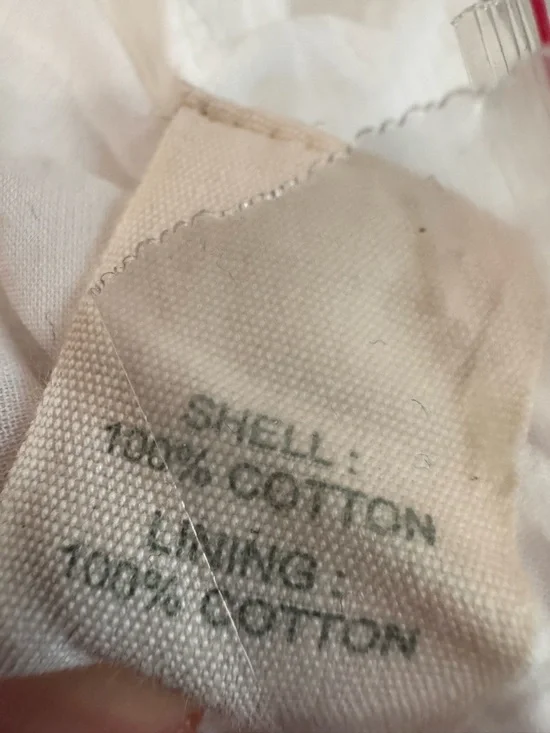 SHELL :
100% COTTON
LINING :
100% COTTON